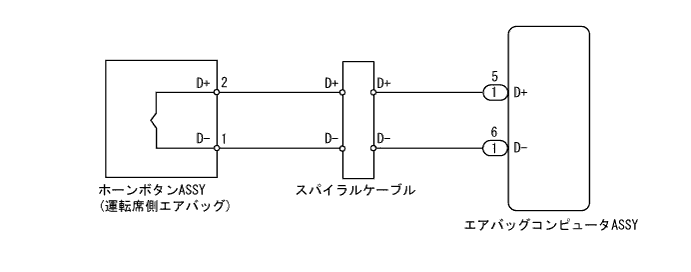 5
D+ 2 D+ D+ 1 D+
6
D- 1 D- D- 1 D-
ホーンボタンASSY
(運転席側エアバッグ)
スパイラルケーブル
エアバッグコンピュータASSY